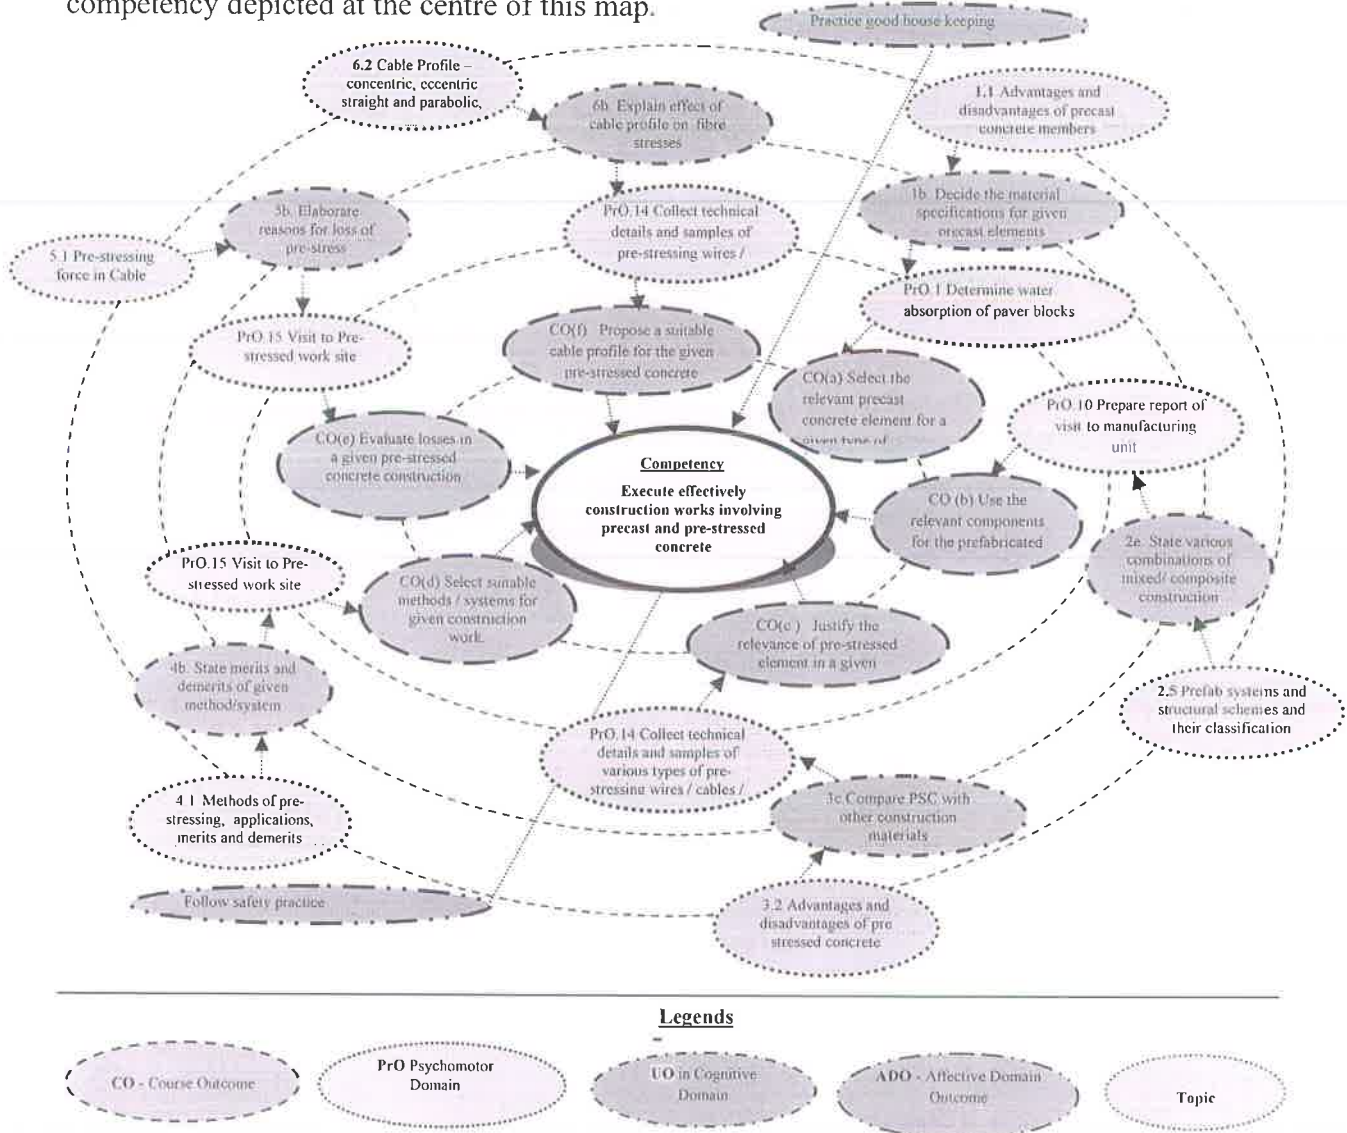 competency depicted at the centre of this map.
Practice good house keeping
6.2 Cable Profile –
concentric, eccentric
straight and parabolic,
....
6b. Explain effect of
cable profile on fibre
stresses
1.1 Advantages and
disadvantages of precast
concrete members
5b. Elaborate
reasons for loss of
pre-stress
PrO.14 Collect technical
details and samples of
pre-stressing wires /
1b. Decide the material
specifications for given
precast elements
5.1 Pre-stressing
force in Cable
PrO.1 Determine water
absorption of paver blocks
PrO.15 Visit to Pre-
stressed work site
CO(f) Propose a suitable
cable profile for the given
pre-stressed concrete
CO(a) Select the
relevant precast
concrete element for a
given type of
PrO.10 Prepare report of
visit to manufacturing
unit
CO(e) Evaluate losses in
a given pre-stressed
concrete construction
Competency
Execute effectively
construction works involving
precast and pre-stressed
concrete
CO (b) Use the
relevant components
for the prefabricated
2e. State various
combinations of
mixed/ composite
construction
PrO.15 Visit to Pre-
stressed work site
CO(d) Select suitable
methods / systems for
given construction
work.
CO(c ) Justify the
relevance of pre-stressed
element in a given
4b. State merits and
demerits of given
method/system
2.5 Prefab systems and
structural schemes and
their classification
PrO.14 Collect technical
details and samples of
various types of pre-
stressing wires / cables /
4.1 Methods of pre-
stressing, applications,
merits and demerits
3c.Compare PSC with
other construction
materials
Follow safety practice
3.2 Advantages and
disadvantages of pre
stressed concrete
Legends
CO - Course Outcome
PrO Psychomotor
Domain
UO in Cognitive
Domain
ADO - Affective Domain
Outcome
Topic